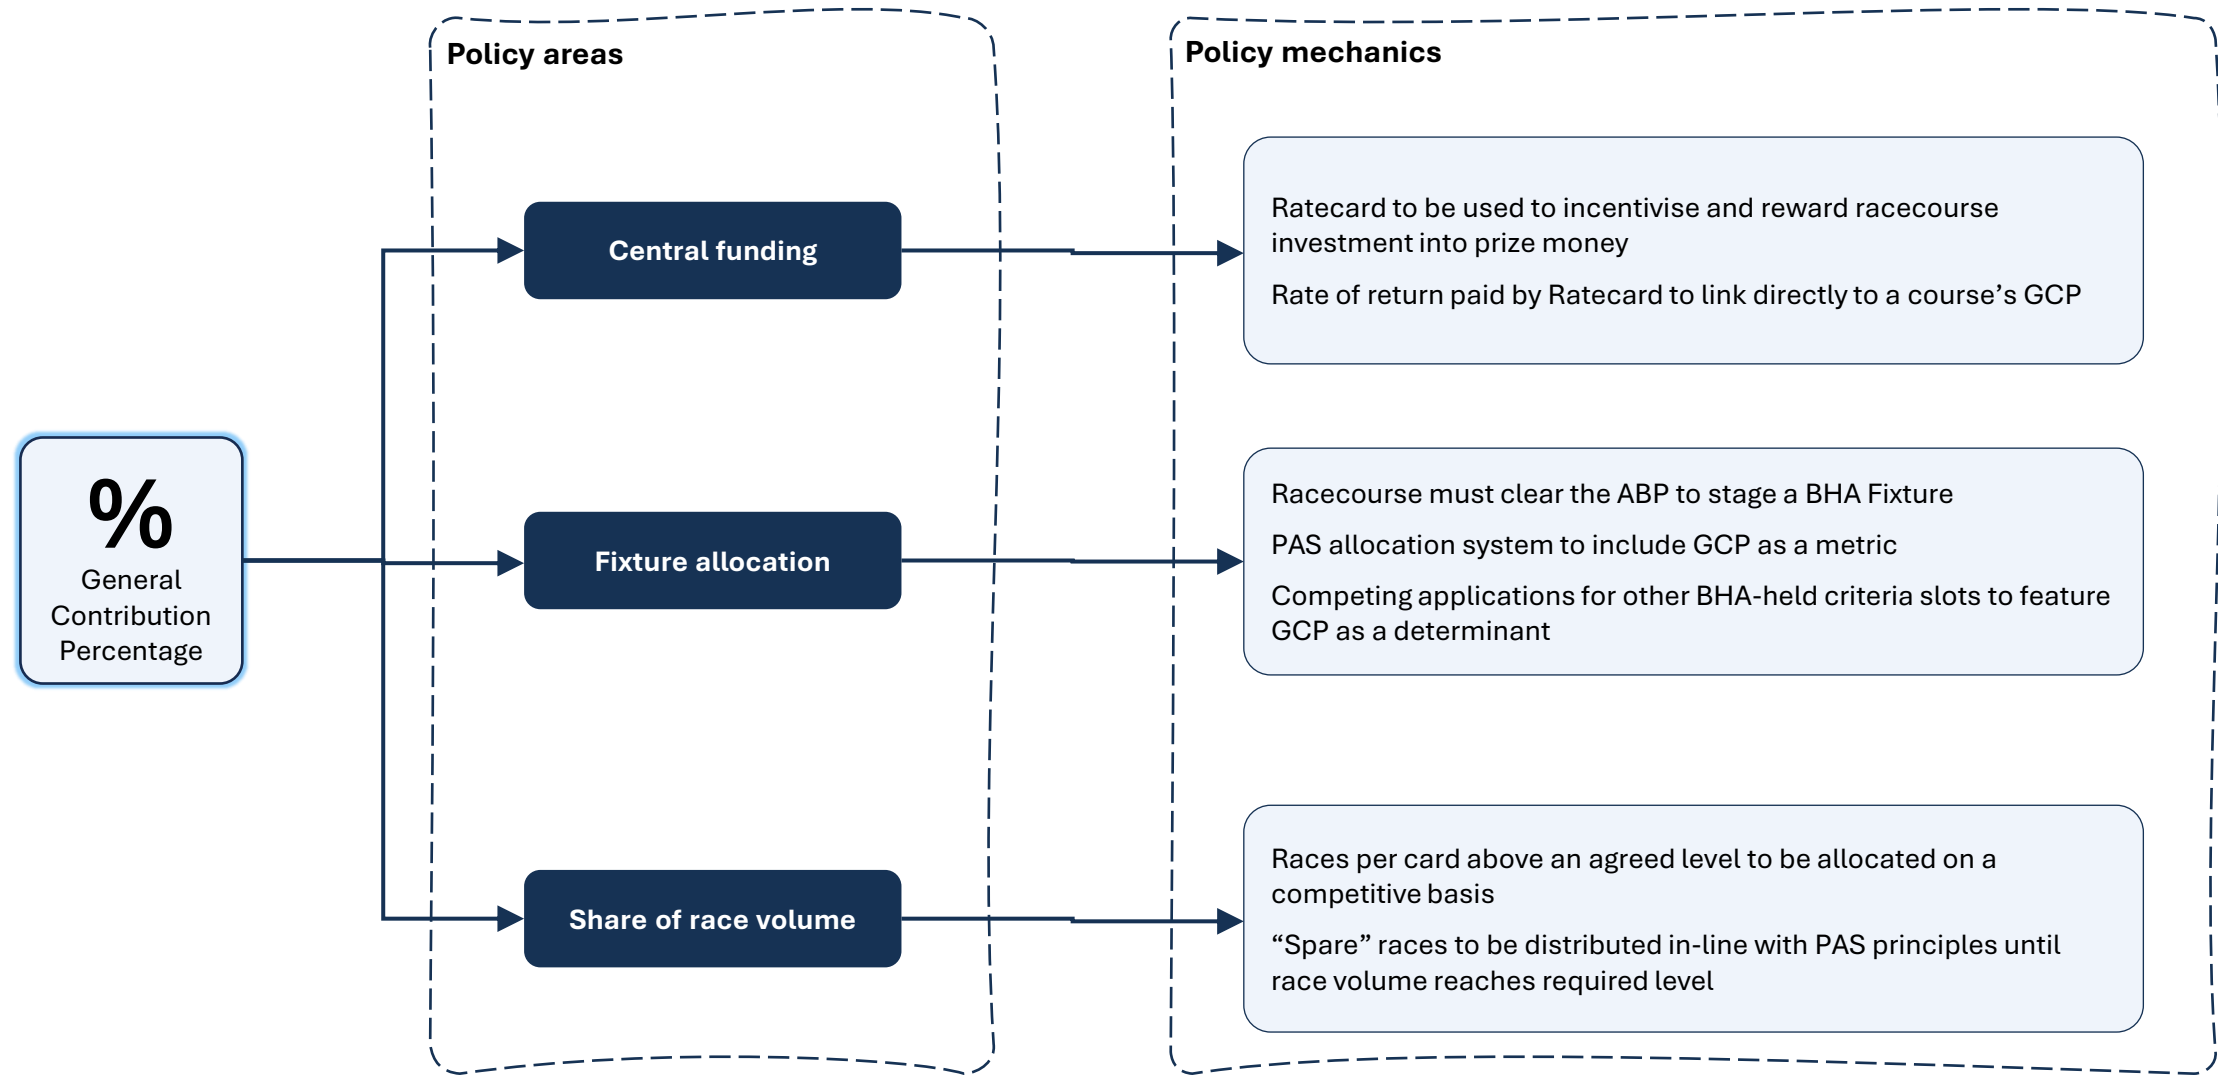 Policy areas
Policy mechanics
%
General
Contribution
Percentage
Central funding
Ratecard to be used to incentivise and reward racecourse
investment into prize money
Rate of return paid by Ratecard to link directly to a course’s GCP
Fixture allocation
Racecourse must clear the ABP to stage a BHA Fixture
PAS allocation system to include GCP as a metric
Competing applications for other BHA-held criteria slots to feature
GCP as a determinant
Share of race volume
Races per card above an agreed level to be allocated on a
competitive basis
“Spare” races to be distributed in-line with PAS principles until
race volume reaches required level